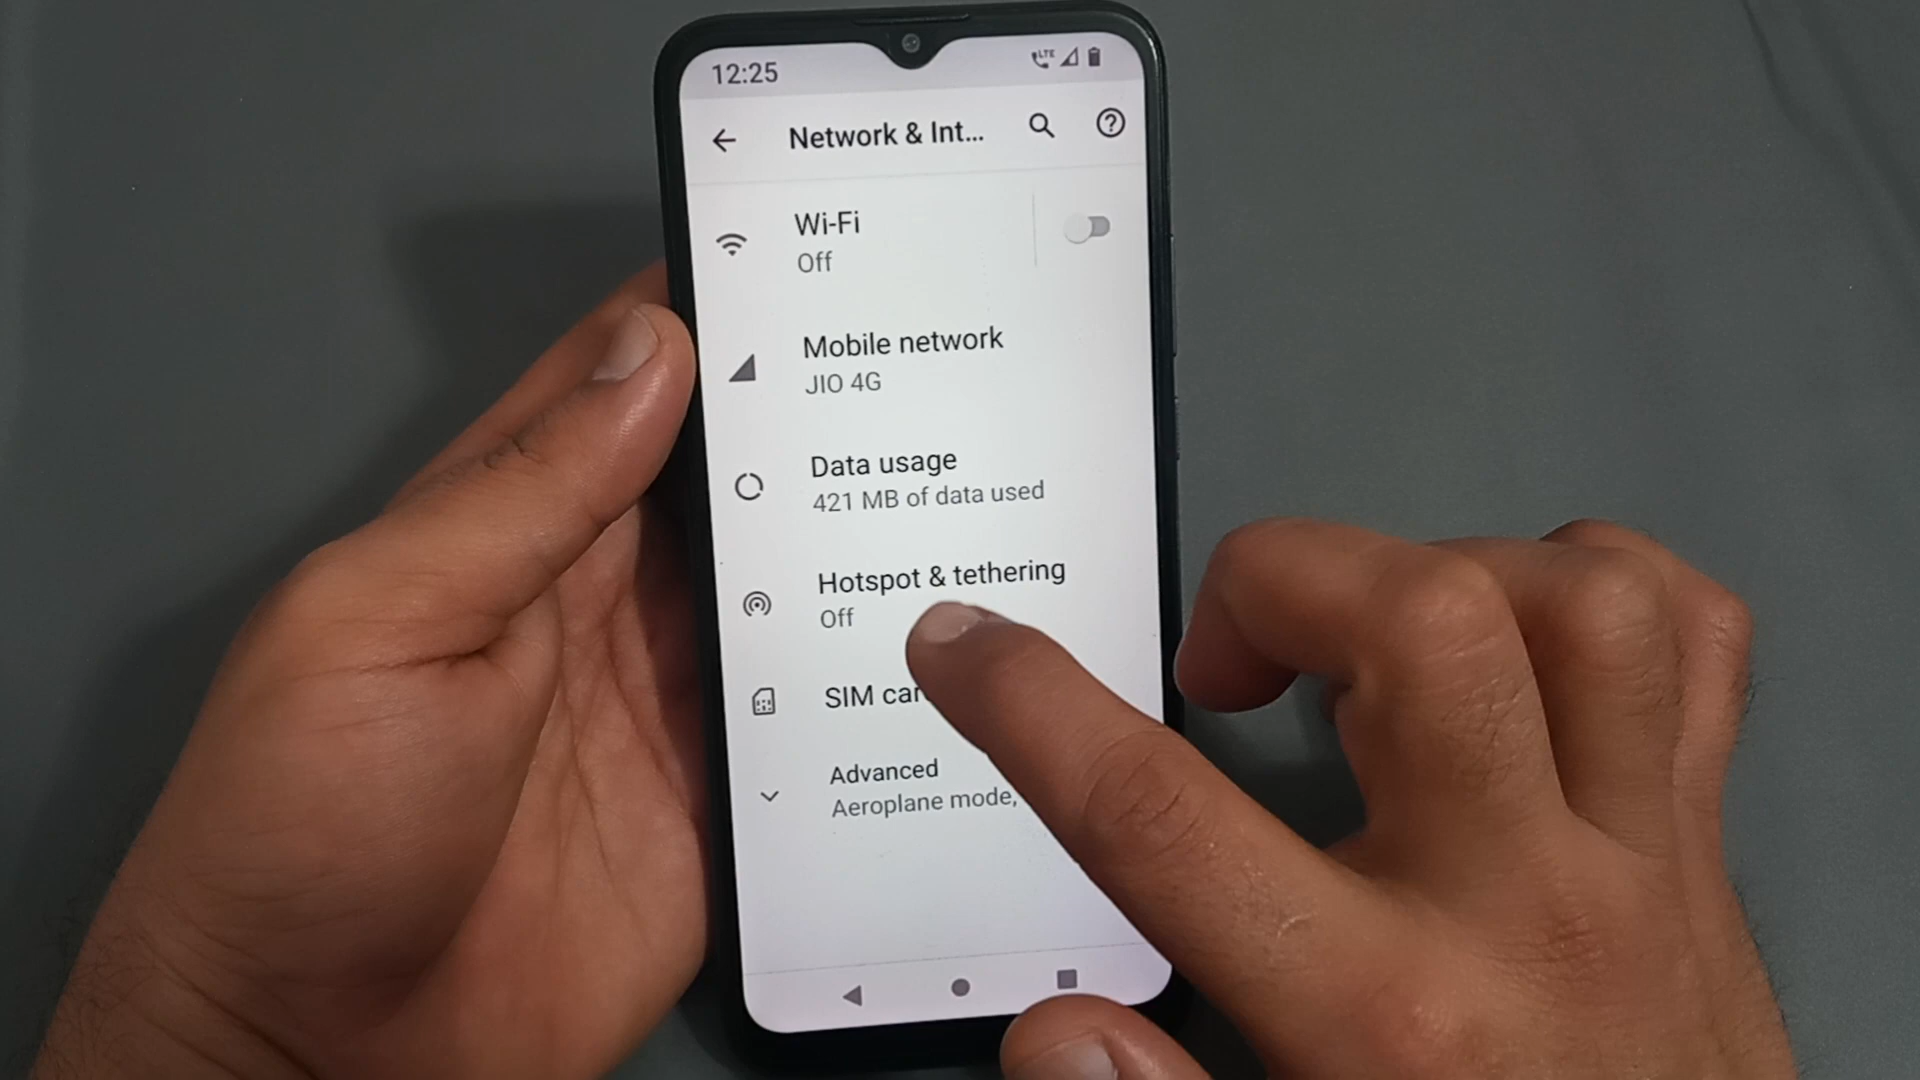 12:25
LTE
Network & Int...
Wi-Fi
Off
Mobile network
JIO 4G
Data usage
421 MB of data used
Hotspot & tethering
Off
SIM
Advanced
Aeroplane mode,